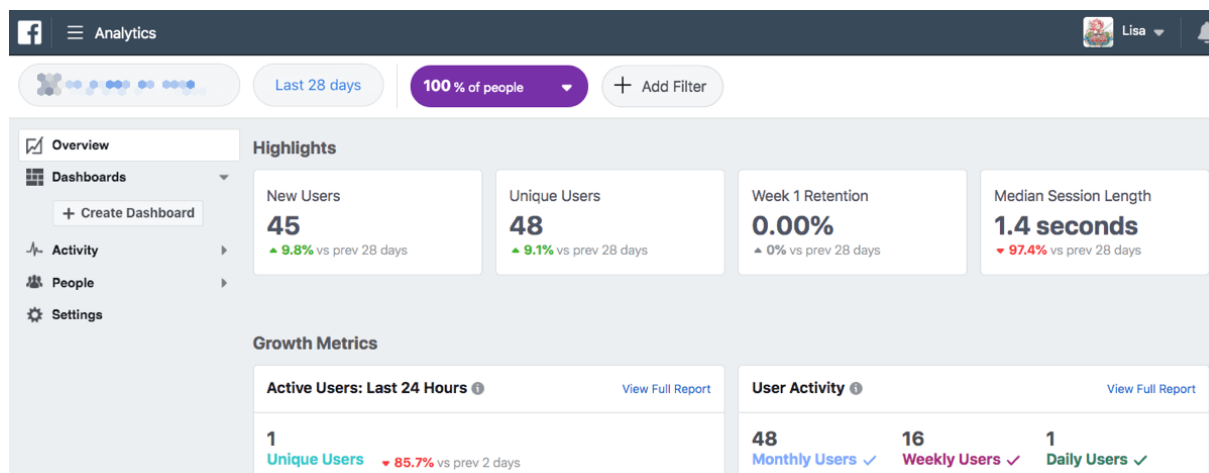 f Analytics Lisa
Last 28 days 100 % of people + Add Filter
Overview
Dashboards
+ Create Dashboard
Activity
People
Settings
Highlights
New Users
45
9.8% vs prev 28 days
Unique Users
48
9.1% vs prev 28 days
Week 1 Retention
0.00%
0% vs prev 28 days
Median Session Length
1.4 seconds
97.4% vs prev 28 days
Growth Metrics
Active Users: Last 24 Hours View Full Report
1
Unique Users 85.7% vs prev 2 days
User Activity View Full Report
48 16 1
Monthly Users Weekly Users Daily Users